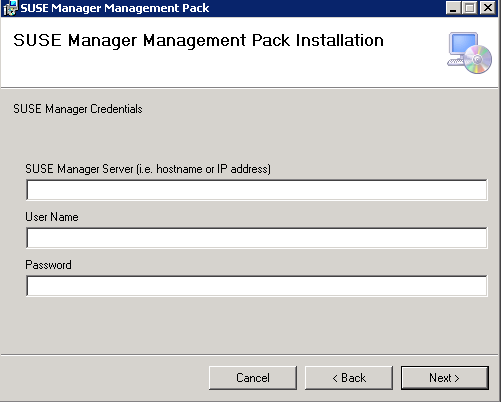 SUSE Manager Management Pack
SUSE Manager Management Pack Installation
SUSE Manager Credentials
SUSE Manager Server (i.e. hostname or IP address)
User Name
Password
Cancel
< Back
Next >